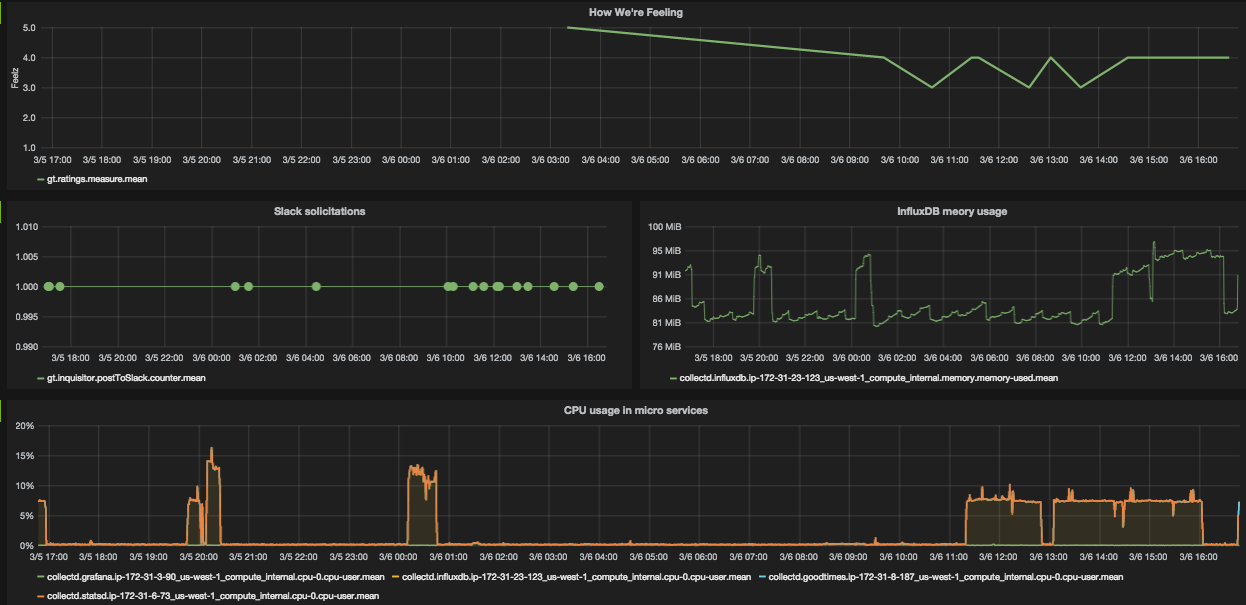 How We're Feeling
5.0
4.0
3.0
2.0
1.0
Feelz
3/5 17:00 3/5 18:00 3/5 19:00 3/5 20:00 3/5 21:00 3/5 22:00 3/5 23:00 3/6 00:00 3/6 01:00 3/6 02:00 3/6 03:00 3/6 04:00 3/6 05:00 3/6 06:00 3/6 07:00 3/6 08:00 3/6 09:00 3/6 10:00 3/6 11:00 3/6 12:00 3/6 13:00 3/6 14:00 3/6 15:00 3/6 16:00
gt.ratings.measure.mean
Slack solicitations
1.010
1.005
1.000
0.995
0.990
3/5 18:00 3/5 20:00 3/5 22:00 3/6 00:00 3/6 02:00 3/6 04:00 3/6 06:00 3/6 08:00 3/6 10:00 3/6 12:00 3/6 14:00 3/6 16:00
gt.inquisitor.postToSlack.counter.mean
InfluxDB meory usage
100 MiB
95 MiB
91 MiB
86 MiB
81 MiB
76 MiB
3/5 18:00 3/5 20:00 3/5 22:00 3/6 00:00 3/6 02:00 3/6 04:00 3/6 06:00 3/6 08:00 3/6 10:00 3/6 12:00 3/6 14:00 3/6 16:00
collectd.influxdb.ip-172-31-23-123_us-west-1_compute_internal.memory.memory-used.mean
CPU usage in micro services
20%
15%
10%
5%
0%
3/5 17:00 3/5 18:00 3/5 19:00 3/5 20:00 3/5 21:00 3/5 22:00 3/5 23:00 3/6 00:00 3/6 01:00 3/6 02:00 3/6 03:00 3/6 04:00 3/6 05:00 3/6 06:00 3/6 07:00 3/6 08:00 3/6 09:00 3/6 10:00 3/6 11:00 3/6 12:00 3/6 13:00 3/6 14:00 3/6 15:00 3/6 16:00
collectd.grafana.ip-172-31-3-90_us-west-1_compute_internal.cpu-0.cpu-user.mean collectd.influxdb.ip-172-31-23-123_us-west-1_compute_internal.cpu-0.cpu-user.mean collectd.goodtimes.ip-172-31-8-187_us-west-1_compute_internal.cpu-0.cpu-user.mean
collectd.statsd.ip-172-31-6-73_us-west-1_compute_internal.cpu-0.cpu-user.mean